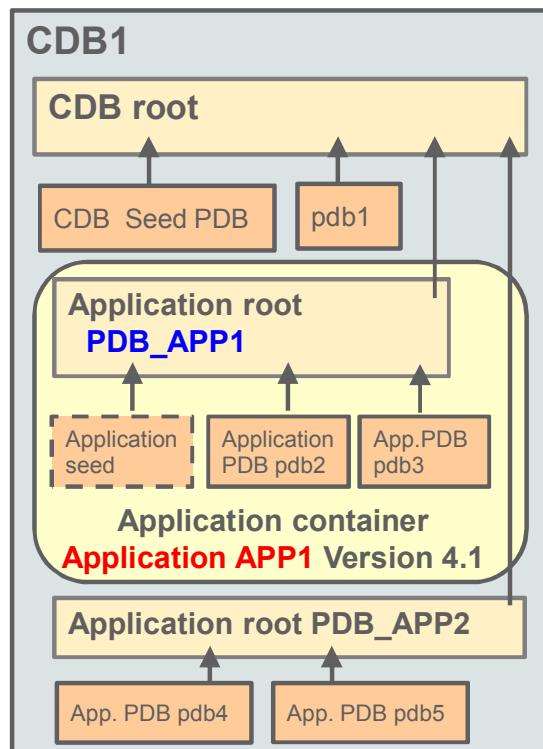 CDB1
CDB root
CDB Seed PDB
pdb1
Application root
PDB_APP1
Application
seed
Application
PDB pdb2
App.PDB
pdb3
Application container
Application APP1 Version 4.1
Application root PDB_APP2
App. PDB pdb4
App. PDB pdb5